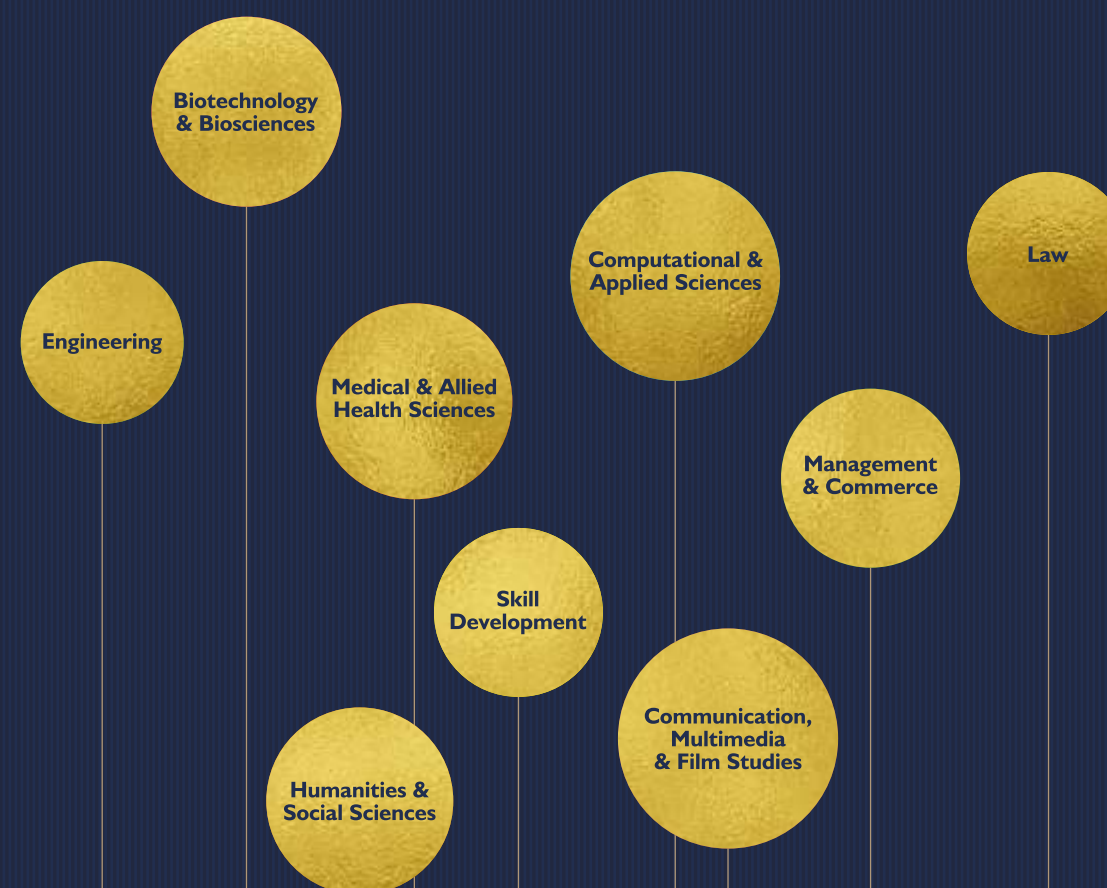 Biotechnology
& Biosciences
Computational &
Applied Sciences
Law
Engineering
Medical & Allied
Health Sciences
Management
& Commerce
Skill
Development
Communication,
Multimedia
& Film Studies
Humanities &
Social Sciences